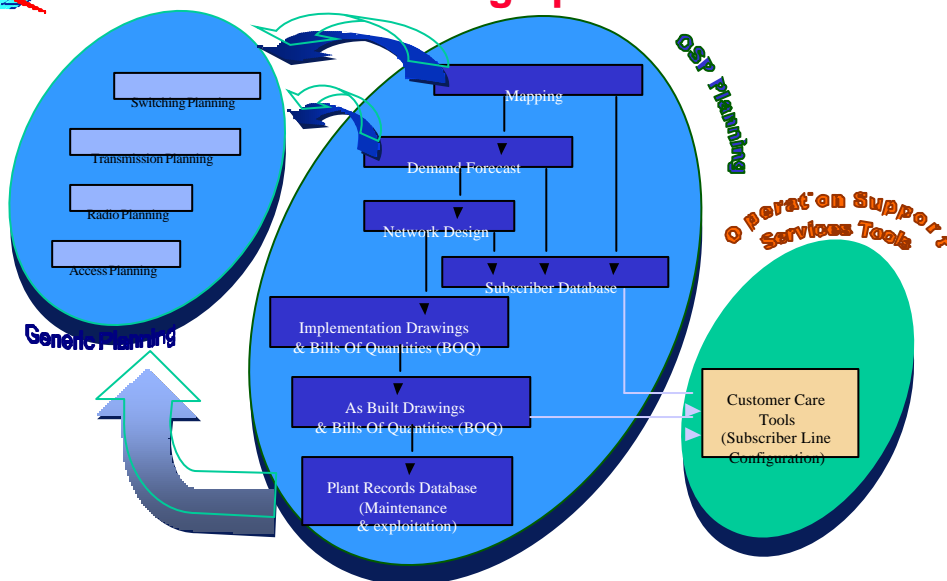 Switching Planning
Transmission Planning
Radio Planning
Access Planning
Generic Planning
Mapping
Demand Forecast
Network Design
Subscriber Database
Implementation Drawings
& Bills Of Quantities (BOQ)
As Built Drawings
& Bills Of Quantities (BOQ)
Plant Records Database
(Maintenance
& exploitation)
OSP Planning
Operation Support
Services Tools
Customer Care
Tools
(Subscriber Line
Configuration)